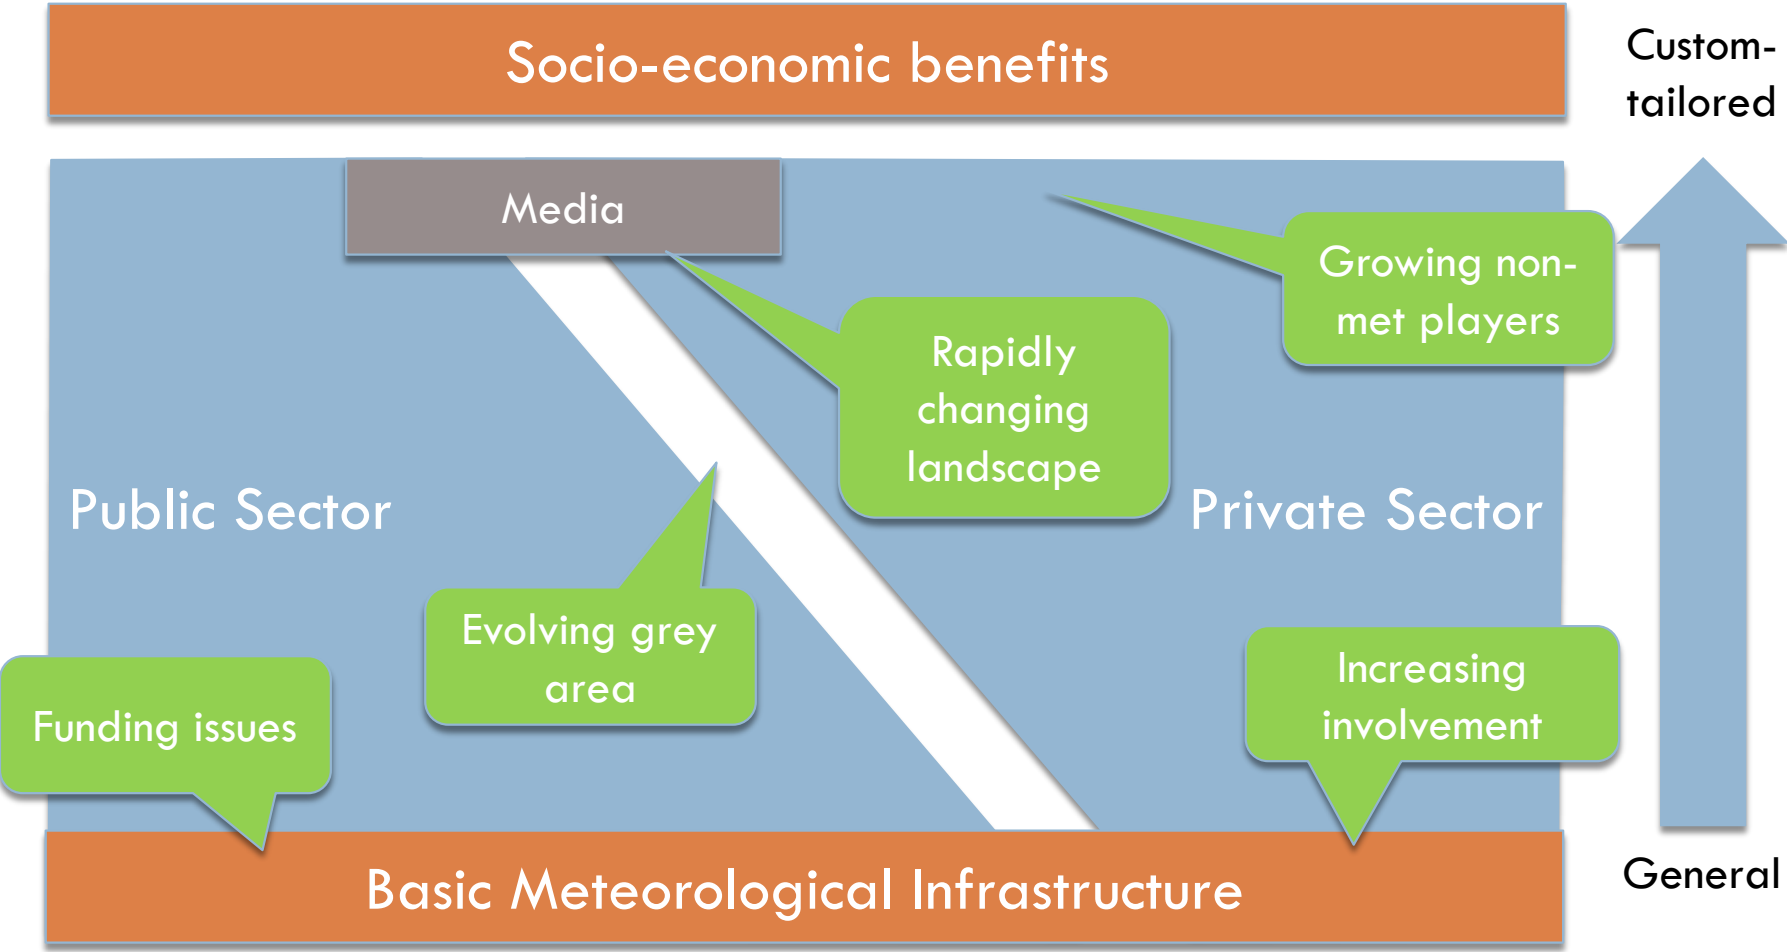 Socio-economic benefits
Custom-
tailored
Media
Growing non-
met players
Rapidly
changing
landscape
Public Sector
Private Sector
Evolving grey
area
Increasing
involvement
Funding issues
Basic Meteorological Infrastructure
General